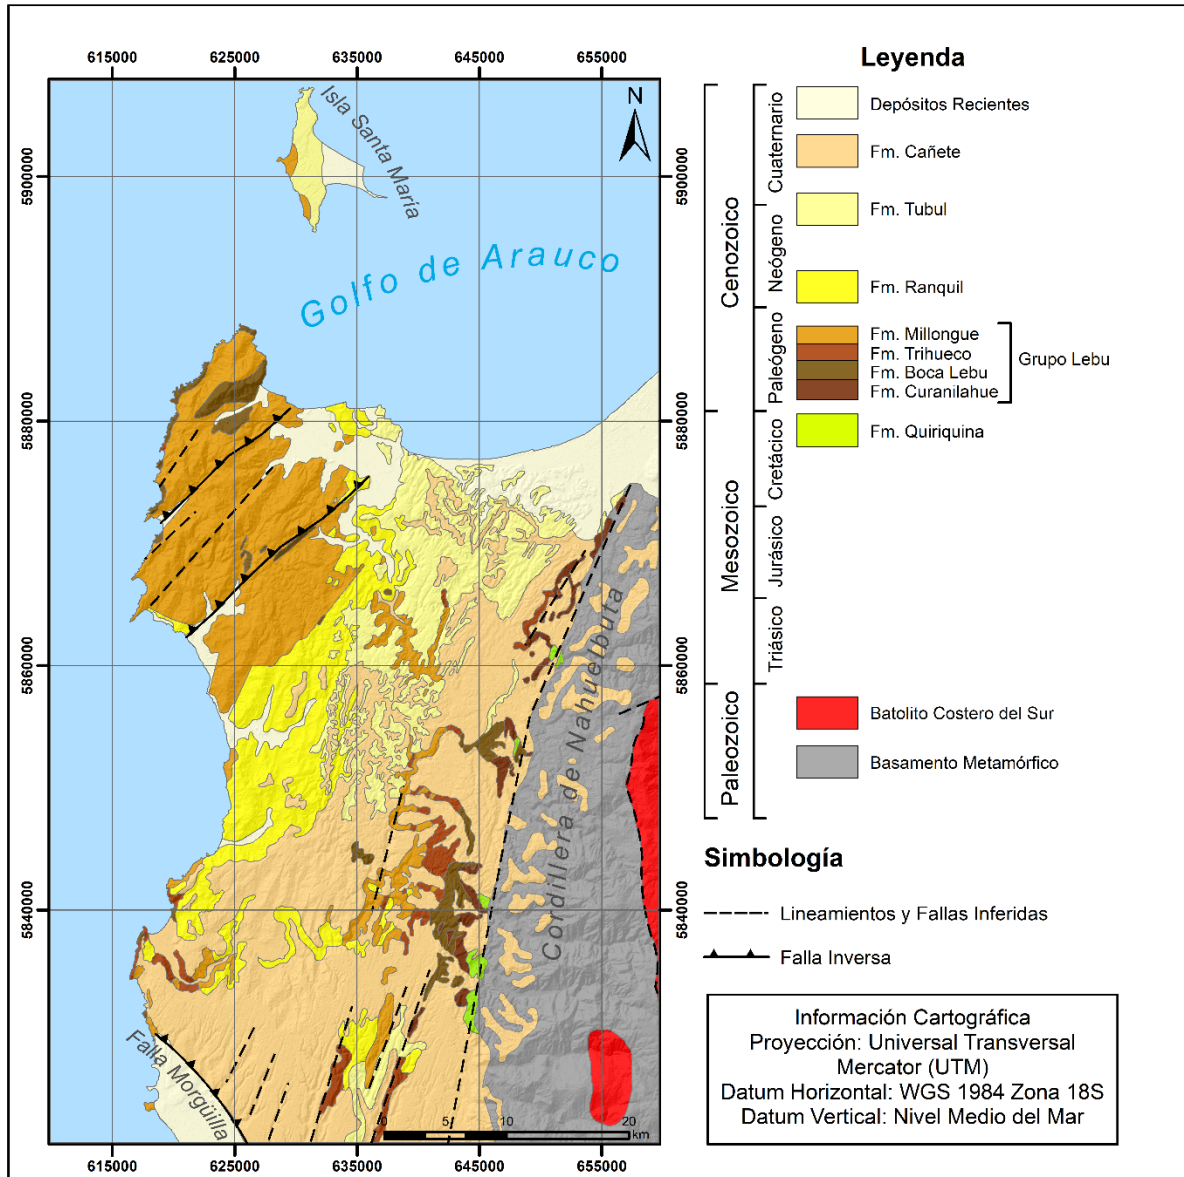 615000 625000 635000 645000 655000
5900000
5880000
5860000
5840000
5900000
5880000
5860000
5840000
615000 625000 635000 645000 655000
N
Isla Santa María
Golfo de Arauco
Cordillera de Nahuelbuta
Falla Morgüilla
0 5 10 20
km
Leyenda
Cenozoico
Mesozoico
Paleozoico
Cuaternario
Neógeno
Paleógeno
Cretácico
Jurásico
Triásico
Depósitos Recientes
Fm. Cañete
Fm. Tubul
Fm. Ranquil
Fm. Millongue
Fm. Trihueco
Fm. Boca Lebu
Fm. Curanilahue
Grupo Lebu
Fm. Quiriquina
Batolito Costero del Sur
Basamento Metamórfico
Simbología
Lineamientos y Fallas Inferidas
Falla Inversa
Información Cartográfica
Proyección: Universal Transversal
Mercator (UTM)
Datum Horizontal: WGS 1984 Zona 18S
Datum Vertical: Nivel Medio del Mar